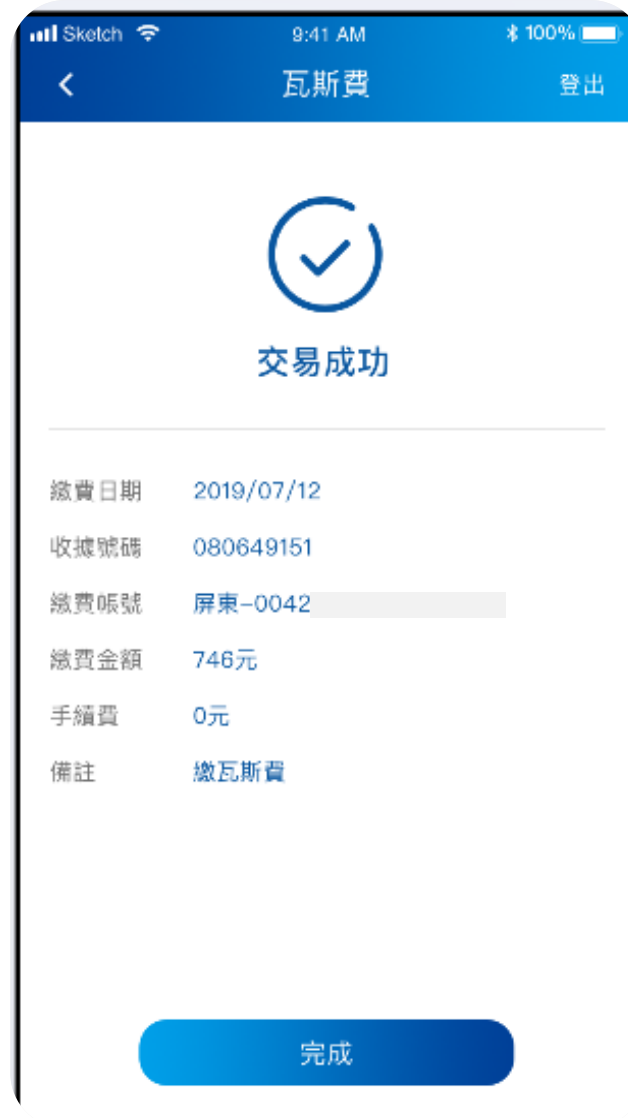 Sketch 9:41 AM 100%
瓦斯費 登出
交易成功
繳費日期 2019/07/12
收據號碼 080649151
繳費帳號 屏東-0042
繳費金額 746元
手續費 0元
備註 繳瓦斯費
完成